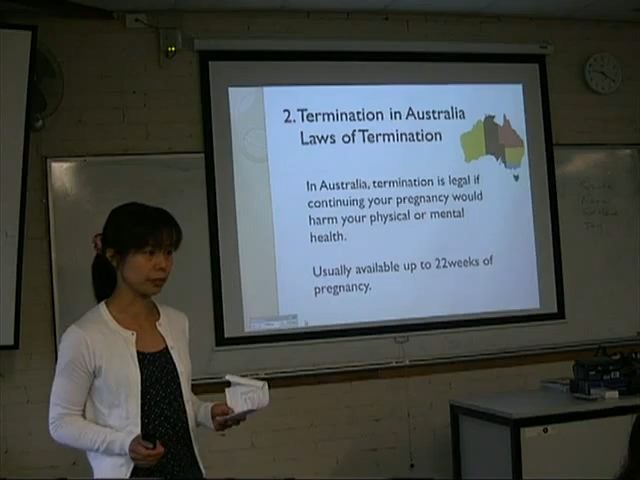 2. Termination in Australia
Laws of Termination
In Australia, termination is legal if
continuing your pregnancy would
harm your physical or mental
health.
Usually available up to 22weeks of
pregnancy.